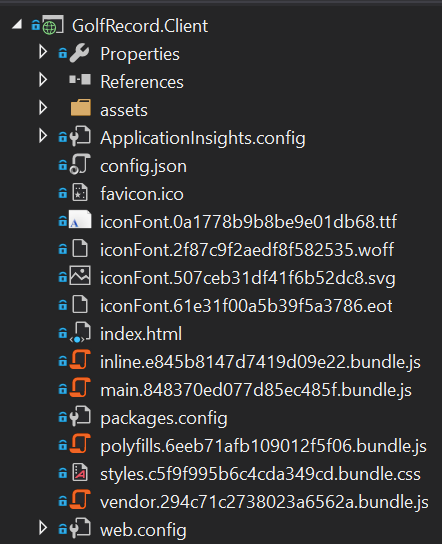 GolfRecord.Client
Properties
References
assets
ApplicationInsights.config
config.json
favicon.ico
iconFont.0a1778b9b8be9e01db68.ttf
iconFont.2f87c9f2aedf8f582535.woff
iconFont.507ceb31df41f6b52dc8.svg
iconFont.61e31f00a5b39f5a3786.eot
index.html
inline.e845b8147d7419d09e22.bundle.js
main.848370ed077d85ec485f.bundle.js
packages.config
polyfills.6eeb71afb109012f5f06.bundle.js
styles.c5f9f995b6c4cda349cd.bundle.css
vendor.294c71c2738023a6562a.bundle.js
web.config